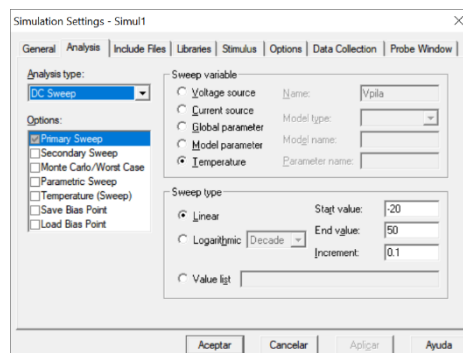 Simulation Settings - Simul1
General Analysis Include Files Libraries Stimulus Options Data Collection Probe Window
Analysis type:
DC Sweep
Options:
Primary Sweep
Secondary Sweep
Monte Carlo/Worst Case
Parametric Sweep
Temperature (Sweep)
Save Bias Point
Load Bias Point
Sweep variable
Voltage source
Current source
Global parameter
Model parameter
Temperature
Name: Vpila
Model type:
Model name:
Parameter name:
Sweep type
Linear
Logarithmic Decade
Value list
Start value: -20
End value: 50
Increment: 0.1
Aceptar Cancelar Aplicar Ayuda